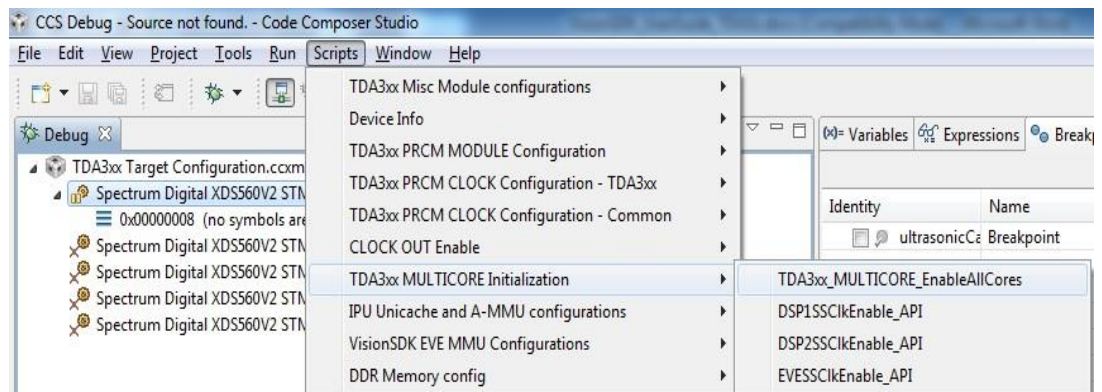 CCS Debug - Source not found. - Code Composer Studio
File Edit View Project Tools Run Scripts Window Help
Debug
TDA3xx Target Configuration.ccxm
Spectrum Digital XDS560V2 STM
0x00000008 (no symbols are
Spectrum Digital XDS560V2 STM
Spectrum Digital XDS560V2 STM
Spectrum Digital XDS560V2 STM
Spectrum Digital XDS560V2 STM
TDA3xx Misc Module configurations
Device Info
TDA3xx PRCM MODULE Configuration
TDA3xx PRCM CLOCK Configuration - TDA3xx
TDA3xx PRCM CLOCK Configuration - Common
CLOCK OUT Enable
TDA3xx MULTICORE Initialization
IPU Unicache and A-MMU configurations
VisionSDK EVE MMU Configurations
DDR Memory config
TDA3xx_MULTICORE_EnableAllCores
DSP1SSClkEnable_API
DSP2SSClkEnable_API
EVESSClkEnable_API
(x)= Variables Expressions Breakp
Identity Name
ultrasonicCa Breakpoint